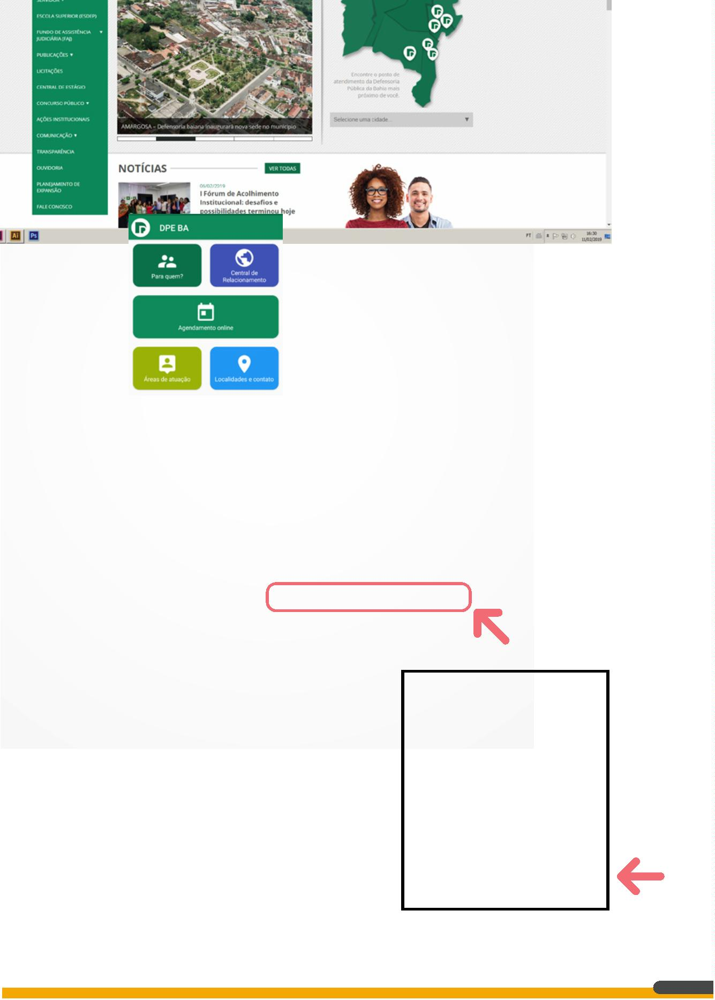 SERVIDOR ▼
ESCOLA SUPERIOR (ESDEP)
FUNDO DE ASSISTÊNCIA ▼
JUDICIÁRIA (FAJ)
PUBLICAÇÕES ▼
LICITAÇÕES
CENTRAL DE ESTÁGIO
CONCURSO PÚBLICO ▼
AÇÕES INSTITUCIONAIS
COMUNICAÇÃO ▼
TRANSPARÊNCIA
OUVIDORIA
PLANEJAMENTO DE
EXPANSÃO
FALE CONOSCO
AMARGOSA – Defensoria baiana inaugurará nova sede no município
Encontre o posto de
atendimento da Defensoria
Pública da Bahia mais
próximo de você.
Selecione uma cidade... ▼
NOTÍCIAS
VER TODAS
06/02/2019
I Fórum de Acolhimento
Institucional: desafios e
possibilidades terminou hoje
Ai
Ps
PT
16:30
11/02/2019
DPE BA
Para quem?
Central de
Relacionamento
Agendamento online
Áreas de atuação
Localidades e contato